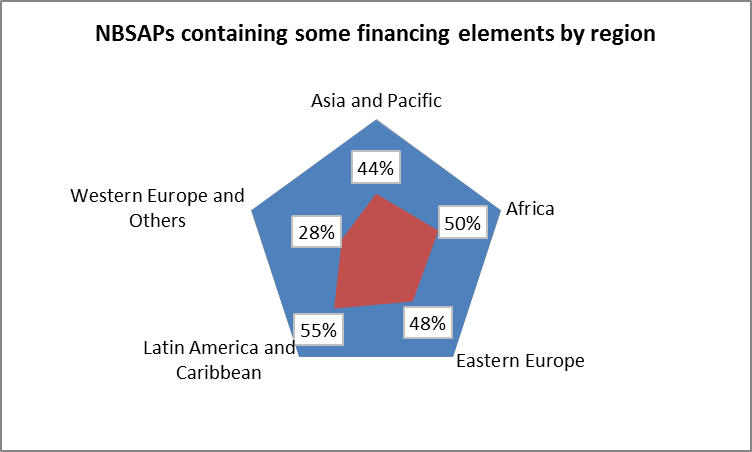 NBSAPs containing some financing elements by region
Asia and Pacific
44%
Western Europe and
Others
28%
50%
Africa
55%
48%
Latin America and
Caribbean
Eastern Europe